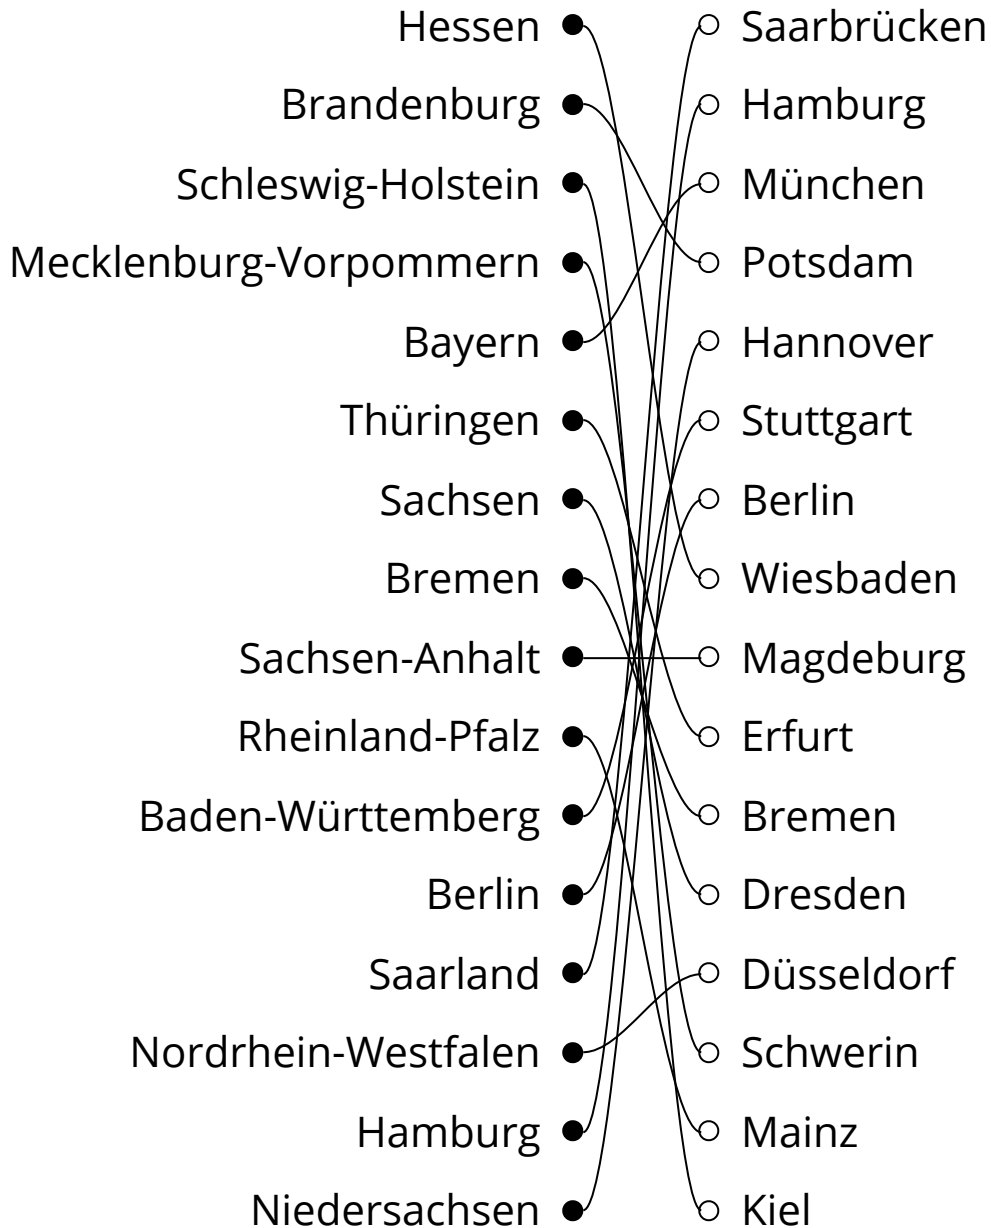 Hessen Saarbrücken
Brandenburg Hamburg
Schleswig-Holstein München
Mecklenburg-Vorpommern Potsdam
Bayern Hannover
Thüringen Stuttgart
Sachsen Berlin
Bremen Wiesbaden
Sachsen-Anhalt Magdeburg
Rheinland-Pfalz Erfurt
Baden-Württemberg Bremen
Berlin Dresden
Saarland Düsseldorf
Nordrhein-Westfalen Schwerin
Hamburg Mainz
Niedersachsen Kiel